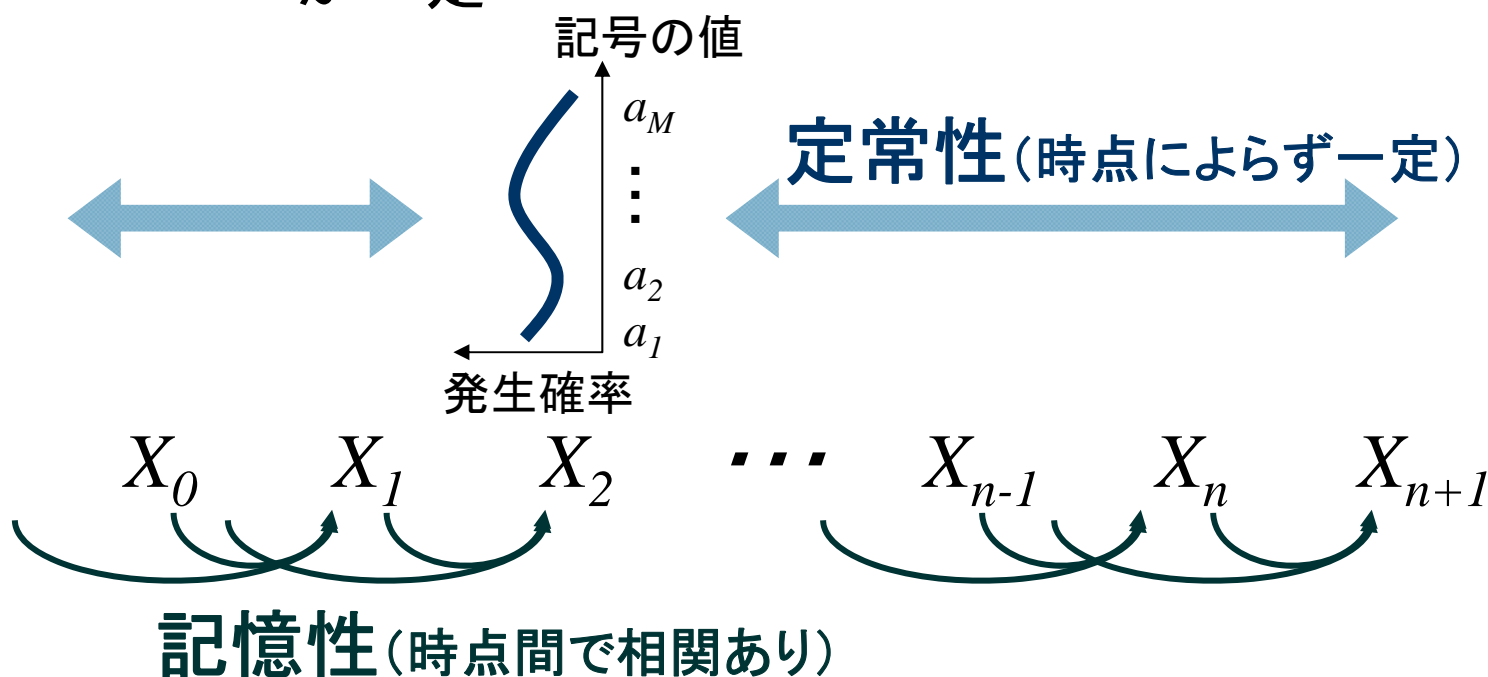 記号の値
a_M
⋮
定常性(時点によらず一定)
a_2
a_1
発生確率
X_0 X_1 X_2 ・・・ X_{n-1} X_n X_{n+1}
記憶性(時点間で相関あり)